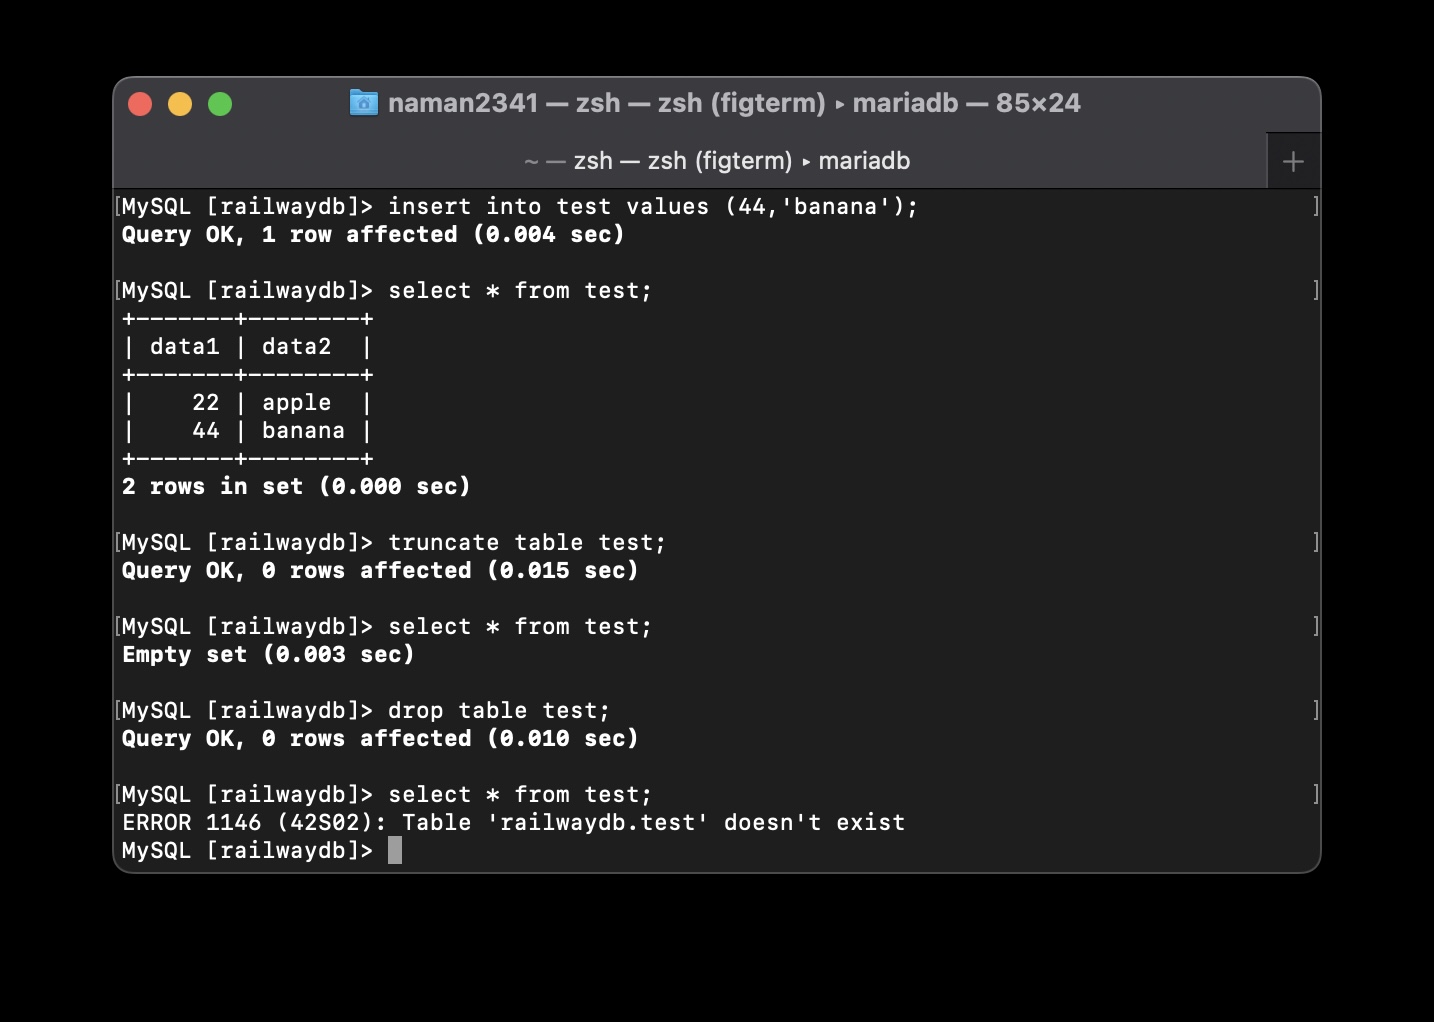 naman2341 — zsh — zsh (figterm) ▸ mariadb — 85×24
~ — zsh — zsh (figterm) ▸ mariadb
+
[MySQL [railwaydb]> insert into test values (44,'banana'); ]
Query OK, 1 row affected (0.004 sec)
[MySQL [railwaydb]> select * from test; ]
+-------+--------+
| data1 | data2  |
+-------+--------+
|    22 | apple  |
|    44 | banana |
+-------+--------+
2 rows in set (0.000 sec)
[MySQL [railwaydb]> truncate table test; ]
Query OK, 0 rows affected (0.015 sec)
[MySQL [railwaydb]> select * from test; ]
Empty set (0.003 sec)
[MySQL [railwaydb]> drop table test; ]
Query OK, 0 rows affected (0.010 sec)
[MySQL [railwaydb]> select * from test; ]
ERROR 1146 (42S02): Table 'railwaydb.test' doesn't exist
MySQL [railwaydb]>